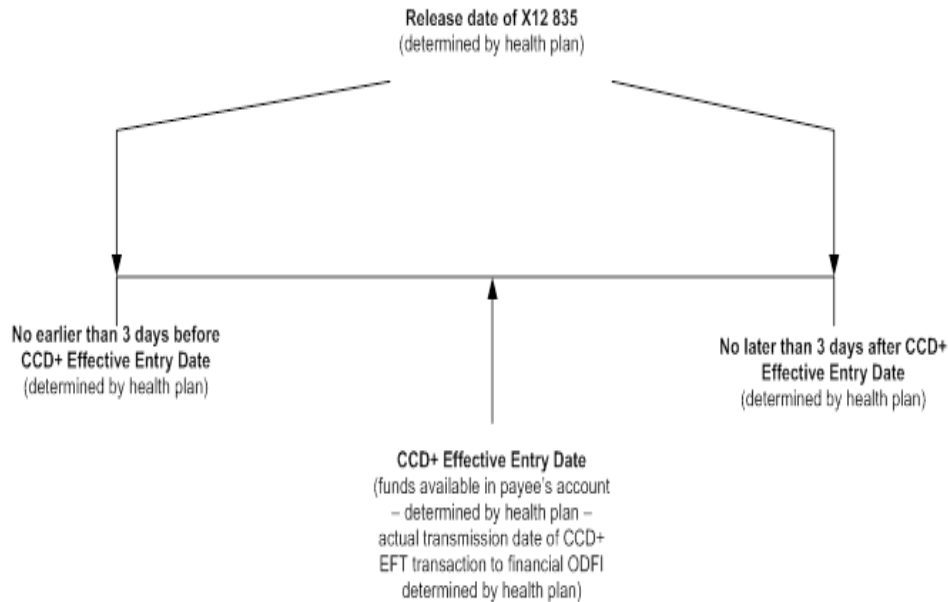 Release date of X12 835
(determined by health plan)
No earlier than 3 days before
CCD+ Effective Entry Date
(determined by health plan)
No later than 3 days after CCD+
Effective Entry Date
(determined by health plan)
CCD+ Effective Entry Date
(funds available in payee's account
– determined by health plan –
actual transmission date of CCD+
EFT transaction to financial ODFI
determined by health plan)